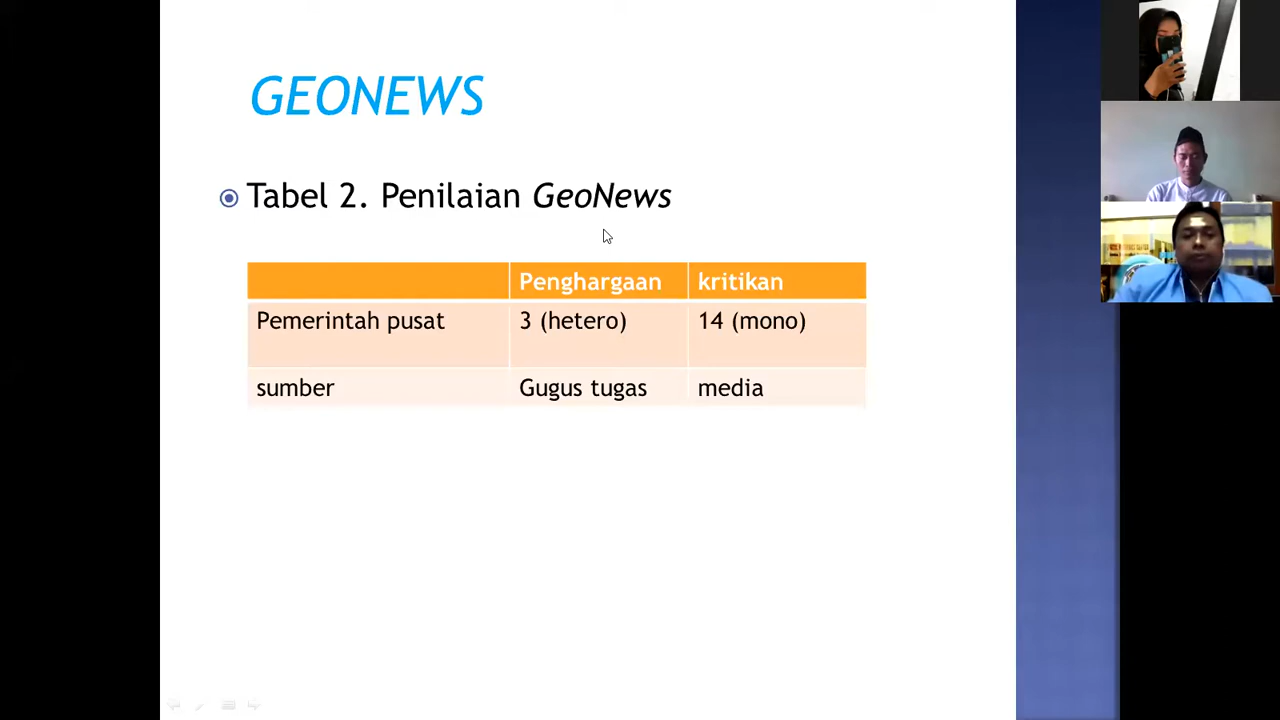 GEONEWS
Tabel 2. Penilaian GeoNews
Penghargaan kritikan
Pemerintah pusat 3 (hetero) 14 (mono)
sumber Gugus tugas media